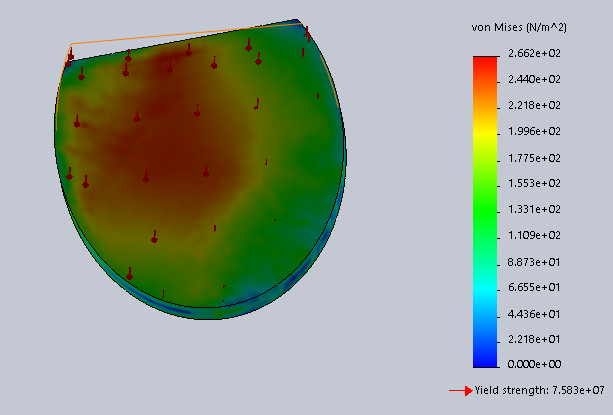 von Mises (N/m^2)
2.662e+02
2.440e+02
2.218e+02
1.996e+02
1.775e+02
1.553e+02
1.331e+02
1.109e+02
8.873e+01
6.655e+01
4.436e+01
2.218e+01
0.000e+00
Yield strength: 7.583e+07